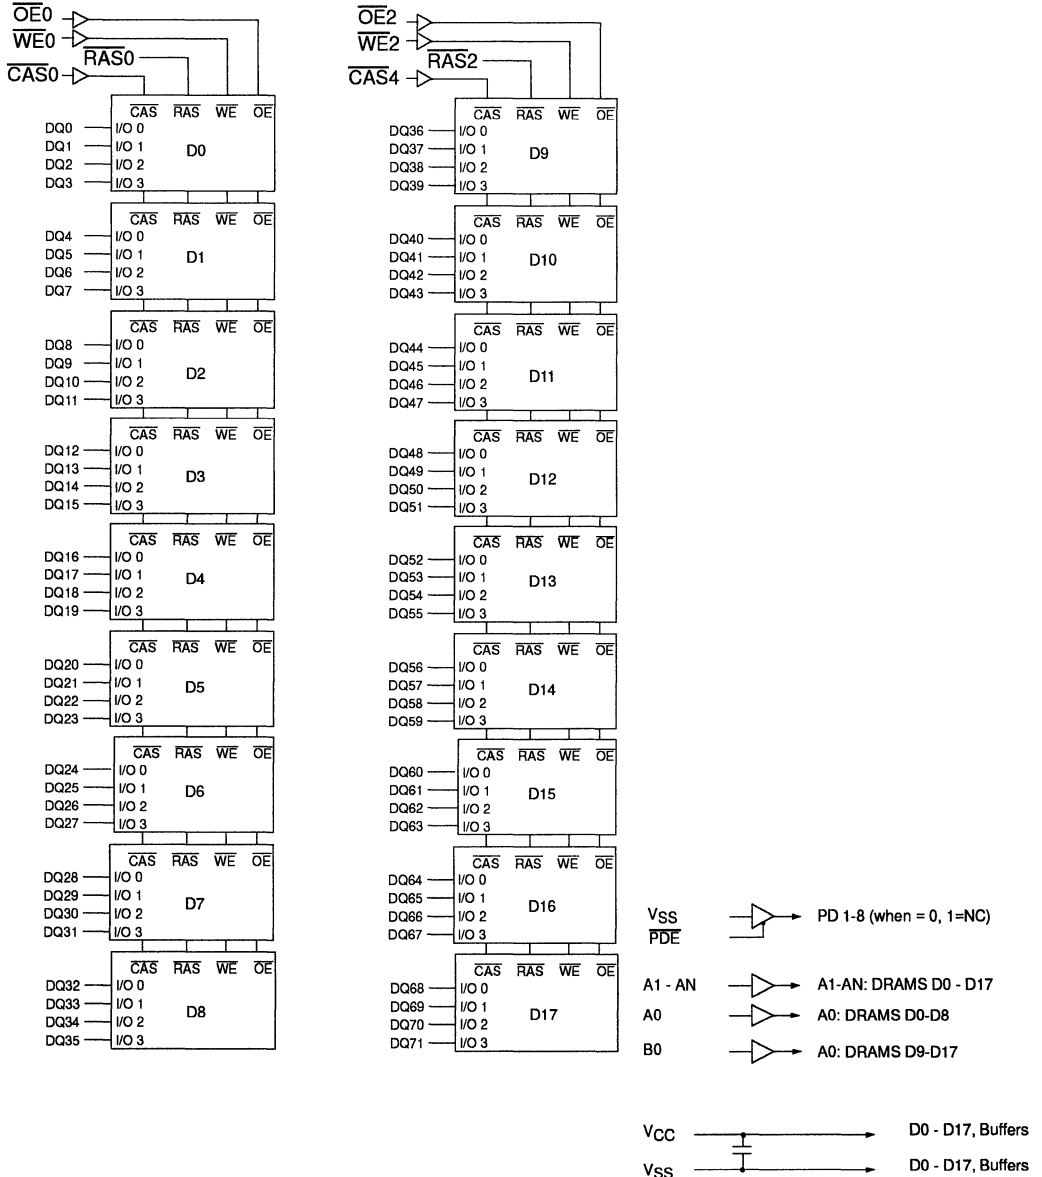 OE0
WE0
RAS0
CAS0
CAS RAS WE OE
DQ0 I/O 0
DQ1 I/O 1
DQ2 I/O 2
DQ3 I/O 3
D0
CAS RAS WE OE
DQ4 I/O 0
DQ5 I/O 1
DQ6 I/O 2
DQ7 I/O 3
D1
CAS RAS WE OE
DQ8 I/O 0
DQ9 I/O 1
DQ10 I/O 2
DQ11 I/O 3
D2
CAS RAS WE OE
DQ12 I/O 0
DQ13 I/O 1
DQ14 I/O 2
DQ15 I/O 3
D3
CAS RAS WE OE
DQ16 I/O 0
DQ17 I/O 1
DQ18 I/O 2
DQ19 I/O 3
D4
CAS RAS WE OE
DQ20 I/O 0
DQ21 I/O 1
DQ22 I/O 2
DQ23 I/O 3
D5
CAS RAS WE OE
DQ24 I/O 0
DQ25 I/O 1
DQ26 I/O 2
DQ27 I/O 3
D6
CAS RAS WE OE
DQ28 I/O 0
DQ29 I/O 1
DQ30 I/O 2
DQ31 I/O 3
D7
CAS RAS WE OE
DQ32 I/O 0
DQ33 I/O 1
DQ34 I/O 2
DQ35 I/O 3
D8
OE2
WE2
RAS2
CAS4
CAS RAS WE OE
DQ36 I/O 0
DQ37 I/O 1
DQ38 I/O 2
DQ39 I/O 3
D9
CAS RAS WE OE
DQ40 I/O 0
DQ41 I/O 1
DQ42 I/O 2
DQ43 I/O 3
D10
CAS RAS WE OE
DQ44 I/O 0
DQ45 I/O 1
DQ46 I/O 2
DQ47 I/O 3
D11
CAS RAS WE OE
DQ48 I/O 0
DQ49 I/O 1
DQ50 I/O 2
DQ51 I/O 3
D12
CAS RAS WE OE
DQ52 I/O 0
DQ53 I/O 1
DQ54 I/O 2
DQ55 I/O 3
D13
CAS RAS WE OE
DQ56 I/O 0
DQ57 I/O 1
DQ58 I/O 2
DQ59 I/O 3
D14
CAS RAS WE OE
DQ60 I/O 0
DQ61 I/O 1
DQ62 I/O 2
DQ63 I/O 3
D15
CAS RAS WE OE
DQ64 I/O 0
DQ65 I/O 1
DQ66 I/O 2
DQ67 I/O 3
D16
CAS RAS WE OE
DQ68 I/O 0
DQ69 I/O 1
DQ70 I/O 2
DQ71 I/O 3
D17
VSS PD 1-8 (when = 0, 1=NC)
PDE
A1 - AN A1-AN: DRAMS D0 - D17
A0 A0: DRAMS D0-D8
B0 A0: DRAMS D9-D17
VCC D0 - D17, Buffers
VSS D0 - D17, Buffers